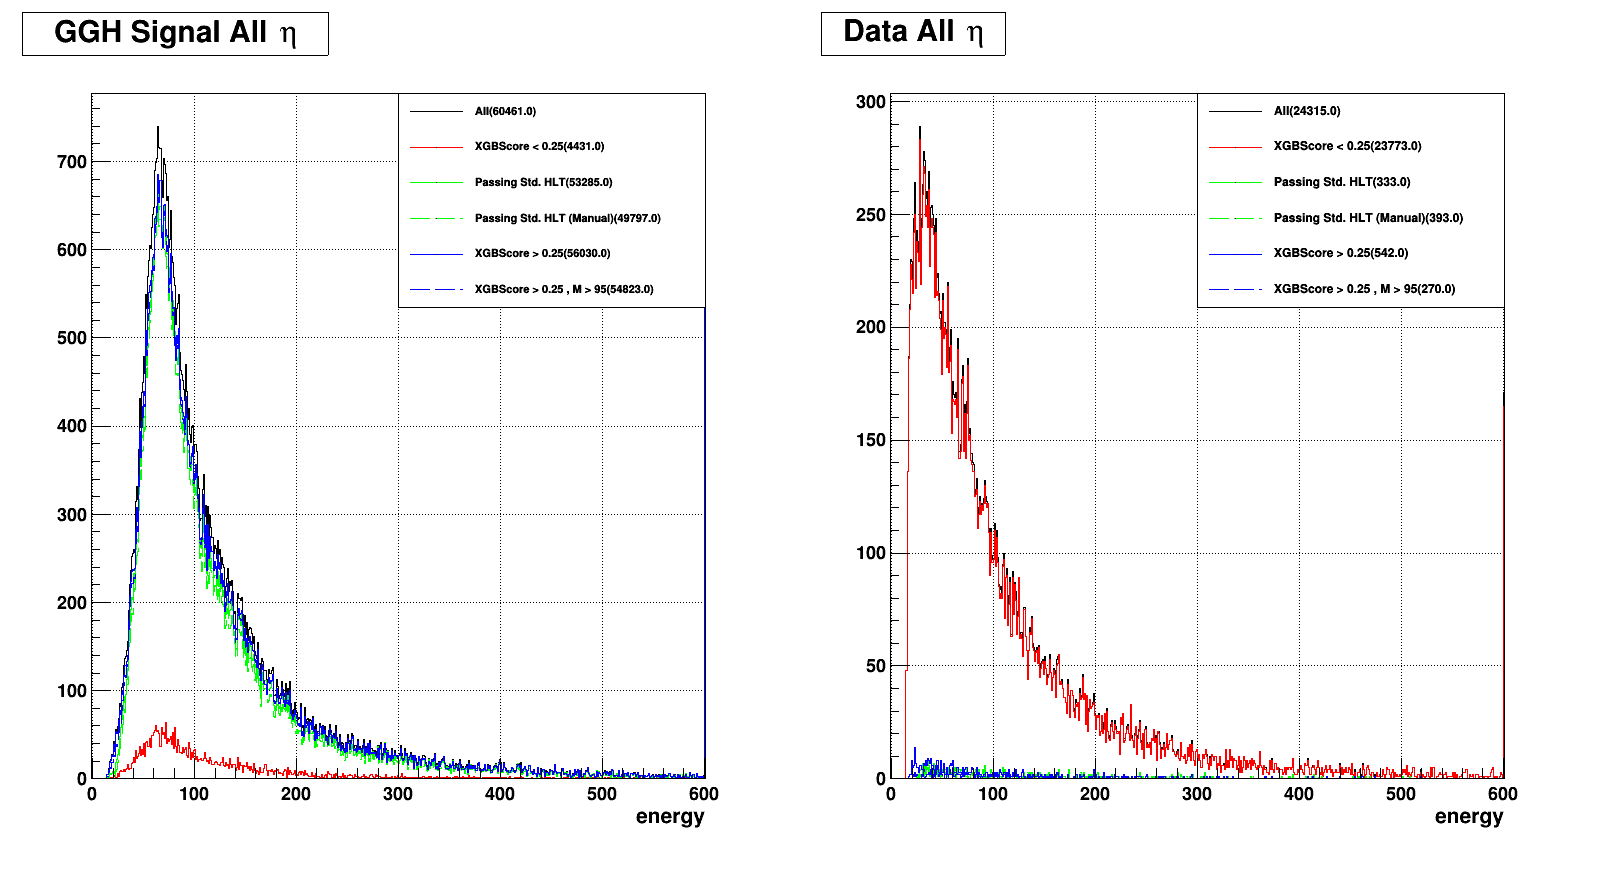 GGH Signal All η
All(60461.0)
XGBScore < 0.25(4431.0)
Passing Std. HLT(53285.0)
Passing Std. HLT (Manual)(49797.0)
XGBScore > 0.25(56030.0)
XGBScore > 0.25 , M > 95(54823.0)
700
600
500
400
300
200
100
0
0 100 200 300 400 500 600
energy
Data All η
All(24315.0)
XGBScore < 0.25(23773.0)
Passing Std. HLT(333.0)
Passing Std. HLT (Manual)(393.0)
XGBScore > 0.25(542.0)
XGBScore > 0.25 , M > 95(270.0)
300
250
200
150
100
50
0
0 100 200 300 400 500 600
energy